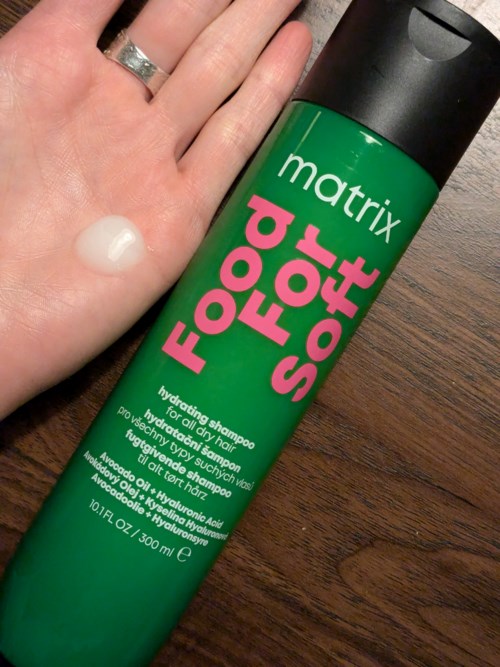 matrix
Food
For
soft
hydrating shampoo
for all dry hair
hydratační šampon
pro všechny typy suchých vlasů
fugtgivende shampoo
til alt tørt hårz
Avocado Oil + Hyaluronic Acid
Avokádový Olej + Kyselina Hyaluronová
Avocadoolie + Hyaluronsyre
10.1 FL OZ / 300 ml ℮